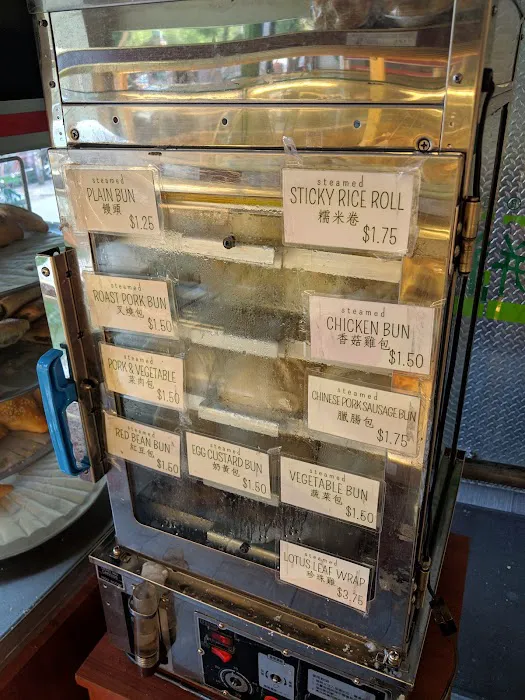 steamed
PLAIN BUN
饅頭
$1.25
steamed
STICKY RICE ROLL
糯米卷
$1.75
steamed
ROAST PORK BUN
叉燒包
$1.50
steamed
CHICKEN BUN
香菇雞包
$1.50
steamed
PORK & VEGETABLE
菜肉包
$1.50
steamed
CHINESE PORK SAUSAGE BUN
臘腸包
$1.75
steamed
RED BEAN BUN
紅豆包
$1.50
steamed
EGG CUSTARD BUN
奶黃包
$1.50
steamed
VEGETABLE BUN
蔬菜包
$1.50
steamed
LOTUS LEAF WRAP
珍珠雞
$3.75